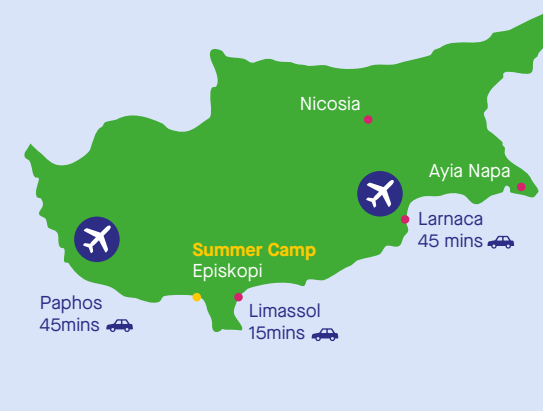 Nicosia
Ayia Napa
Larnaca
45 mins
Summer Camp
Episkopi
Paphos
45mins
Limassol
15mins